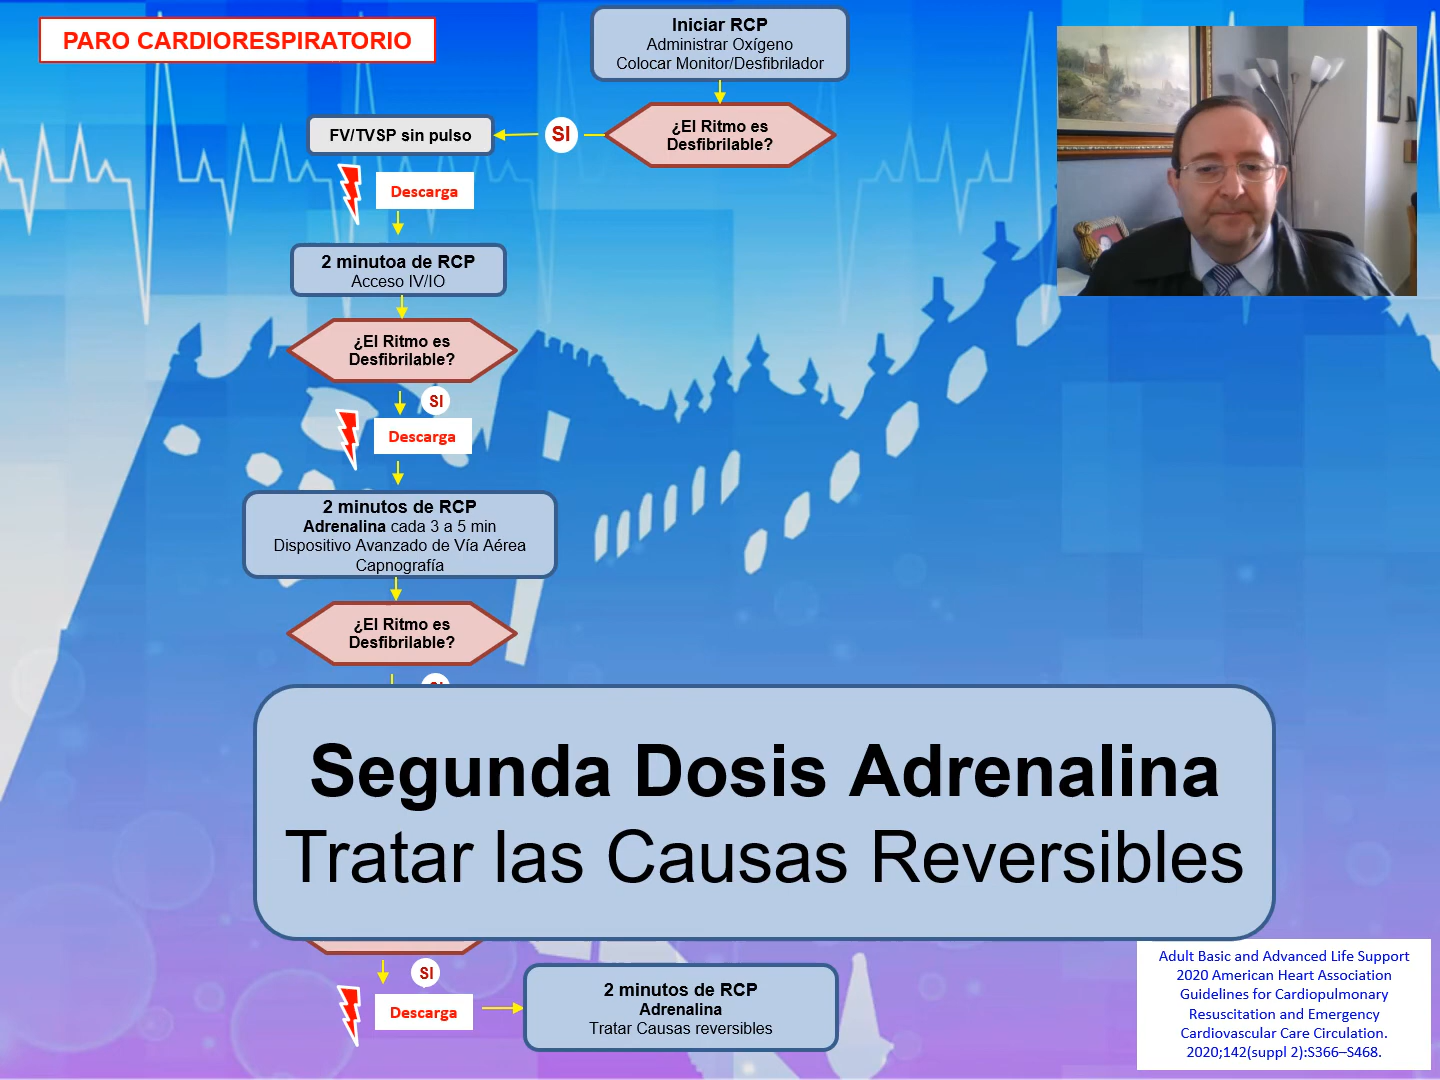 PARO CARDIORESPIRATORIO
Iniciar RCP
Administrar Oxígeno
Colocar Monitor/Desfibrilador
¿El Ritmo es
Desfibrilable?
SI
FV/TVSP sin pulso
Descarga
2 minutoa de RCP
Acceso IV/IO
¿El Ritmo es
Desfibrilable?
SI
Descarga
2 minutos de RCP
Adrenalina cada 3 a 5 min
Dispositivo Avanzado de Vía Aérea
Capnografía
¿El Ritmo es
Desfibrilable?
Segunda Dosis Adrenalina
Tratar las Causas Reversibles
SI
Descarga
2 minutos de RCP
Adrenalina
Tratar Causas reversibles
Adult Basic and Advanced Life Support
2020 American Heart Association
Guidelines for Cardiopulmonary
Resuscitation and Emergency
Cardiovascular Care Circulation.
2020;142(suppl 2):S366–S468.